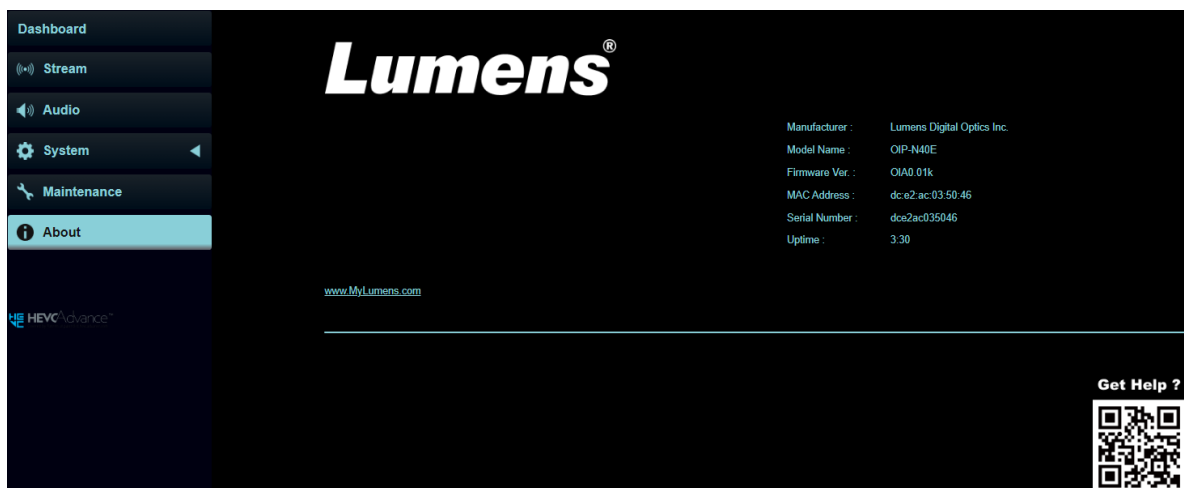 Dashboard
Stream
Audio
System
Maintenance
About
HEVCAdvance™
Lumens®
Manufacturer : Lumens Digital Optics Inc.
Model Name : OIP-N40E
Firmware Ver. : OIA0.01k
MAC Address : dc:e2:ac:03:50:46
Serial Number : dce2ac035046
Uptime : 3:30
www.MyLumens.com
Get Help ?